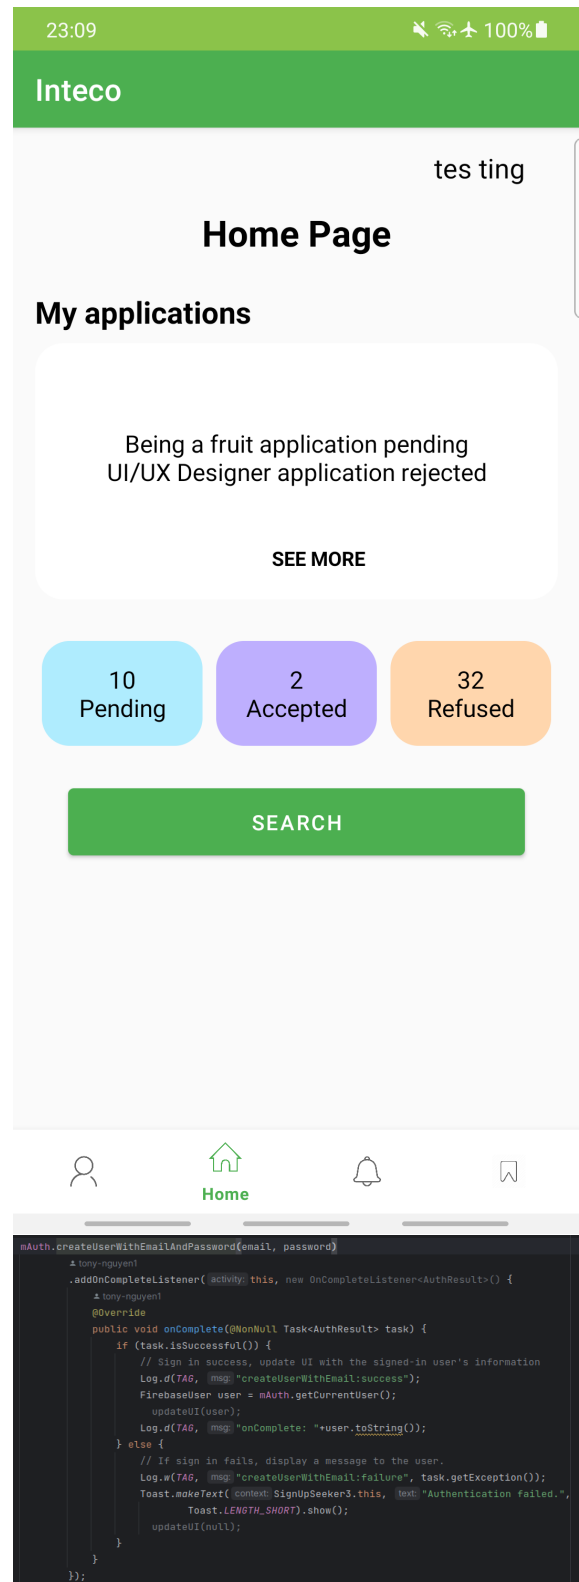 23:09 100%
Inteco
tes ting
Home Page
My applications
Being a fruit application pending
UI/UX Designer application rejected
SEE MORE
10
Pending
2
Accepted
32
Refused
SEARCH
Home
mAuth.createUserWithEmailAndPassword(email, password)
tony-nguyen1
.addOnCompleteListener( activity: this, new OnCompleteListener<AuthResult>() {
tony-nguyen1
@Override
public void onComplete(@NonNull Task<AuthResult> task) {
if (task.isSuccessful()) {
// Sign in success, update UI with the signed-in user's information
Log.d(TAG, msg: "createUserWithEmail:success");
FirebaseUser user = mAuth.getCurrentUser();
updateUI(user);
Log.d(TAG, msg: "onComplete: "+user.toString());
} else {
// If sign in fails, display a message to the user.
Log.w(TAG, msg: "createUserWithEmail:failure", task.getException());
Toast.makeText( context: SignUpSeeker3.this, text: "Authentication failed.",
Toast.LENGTH_SHORT).show();
updateUI(null);
}
}
});